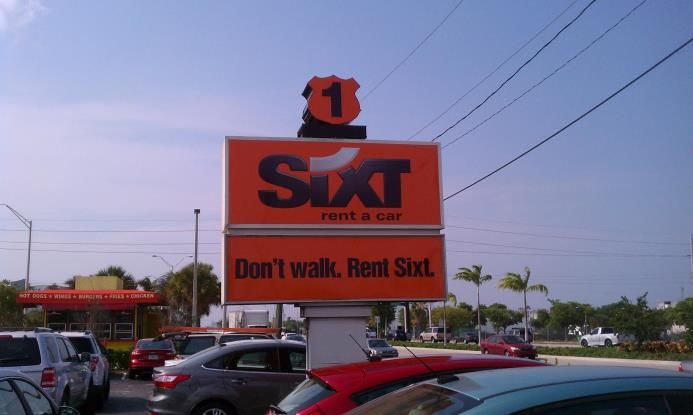 1
SiXT
rent a car
Don't walk. Rent Sixt.
HOT DOGS ★ WINGS ★ BURGERS ★ FRIES ★ CHICKEN